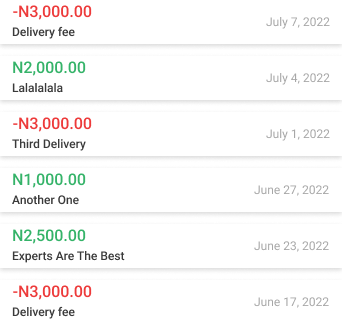 -N3,000.00
July 7, 2022
Delivery fee
N2,000.00
July 4, 2022
Lalalalala
-N3,000.00
July 1, 2022
Third Delivery
N1,000.00
June 27, 2022
Another One
N2,500.00
June 23, 2022
Experts Are The Best
-N3,000.00
June 17, 2022
Delivery fee